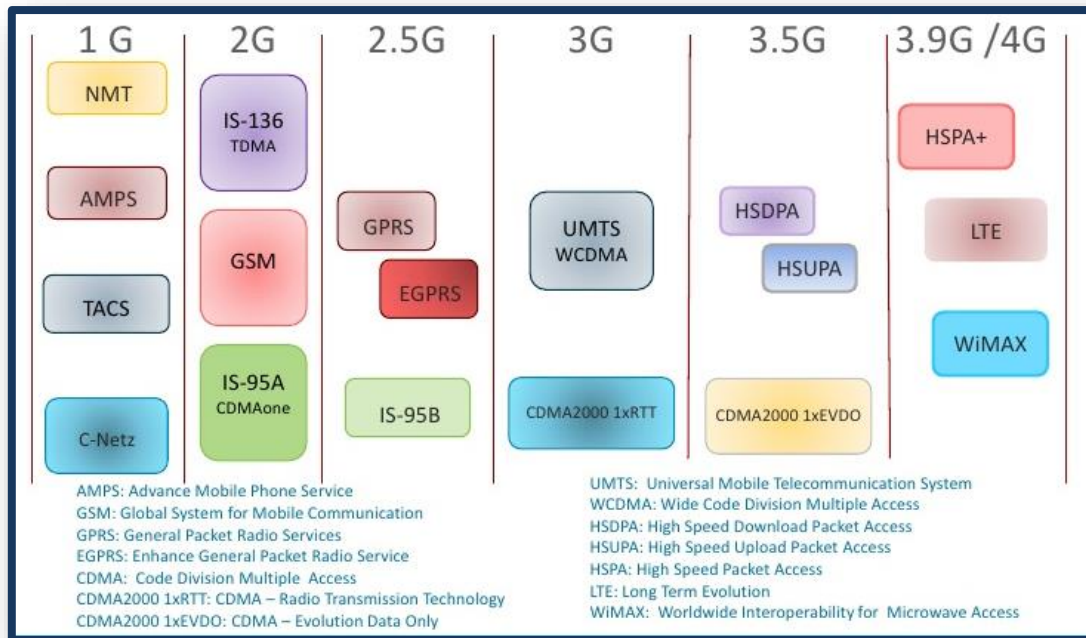 1 G
2G
2.5G
3G
3.5G
3.9G /4G
NMT
AMPS
TACS
C-Netz
IS-136
TDMA
GSM
IS-95A
CDMAone
GPRS
EGPRS
IS-95B
UMTS
WCDMA
CDMA2000 1xRTT
HSDPA
HSUPA
CDMA2000 1xEVDO
HSPA+
LTE
WiMAX
AMPS: Advance Mobile Phone Service
GSM: Global System for Mobile Communication
GPRS: General Packet Radio Services
EGPRS: Enhance General Packet Radio Service
CDMA: Code Division Multiple Access
CDMA2000 1xRTT: CDMA – Radio Transmission Technology
CDMA2000 1xEVDO: CDMA – Evolution Data Only
UMTS: Universal Mobile Telecommunication System
WCDMA: Wide Code Division Multiple Access
HSDPA: High Speed Download Packet Access
HSUPA: High Speed Upload Packet Access
HSPA: High Speed Packet Access
LTE: Long Term Evolution
WiMAX: Worldwide Interoperability for Microwave Access